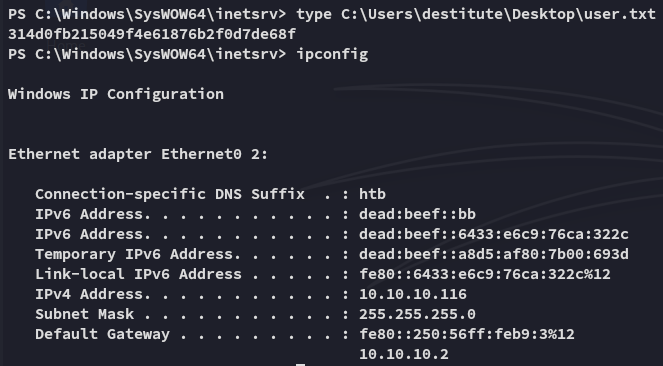 PS C:\Windows\SysWOW64\inetsrv> type C:\Users\destitute\Desktop\user.txt
314d0fb215049f4e61876b2f0d7de68f
PS C:\Windows\SysWOW64\inetsrv> ipconfig
Windows IP Configuration
Ethernet adapter Ethernet0 2:
   Connection-specific DNS Suffix  . : htb
   IPv6 Address. . . . . . . . . . . : dead:beef::bb
   IPv6 Address. . . . . . . . . . . : dead:beef::6433:e6c9:76ca:322c
   Temporary IPv6 Address. . . . . . : dead:beef::a8d5:af80:7b00:693d
   Link-local IPv6 Address . . . . . : fe80::6433:e6c9:76ca:322c%12
   IPv4 Address. . . . . . . . . . . : 10.10.10.116
   Subnet Mask . . . . . . . . . . . : 255.255.255.0
   Default Gateway . . . . . . . . . : fe80::250:56ff:feb9:3%12
                                       10.10.10.2